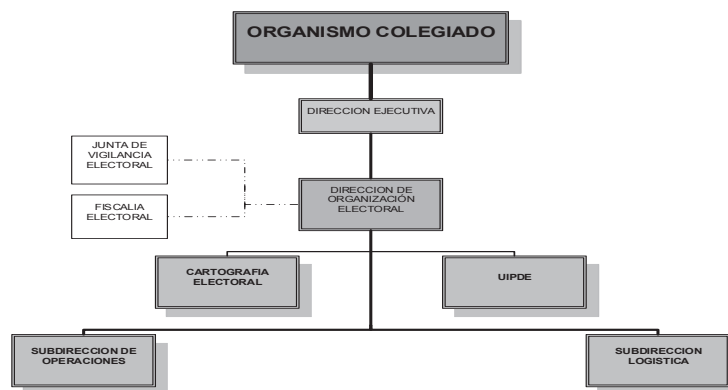 ORGANISMO COLEGIADO
DIRECCION EJECUTIVA
JUNTA DE
VIGILANCIA
ELECTORAL
FISCALIA
ELECTORAL
DIRECCION DE
ORGANIZACIÓN
ELECTORAL
CARTOGRAFIA
ELECTORAL
UIPDE
SUBDIRECCION DE
OPERACIONES
SUBDIRECCION
LOGISTICA